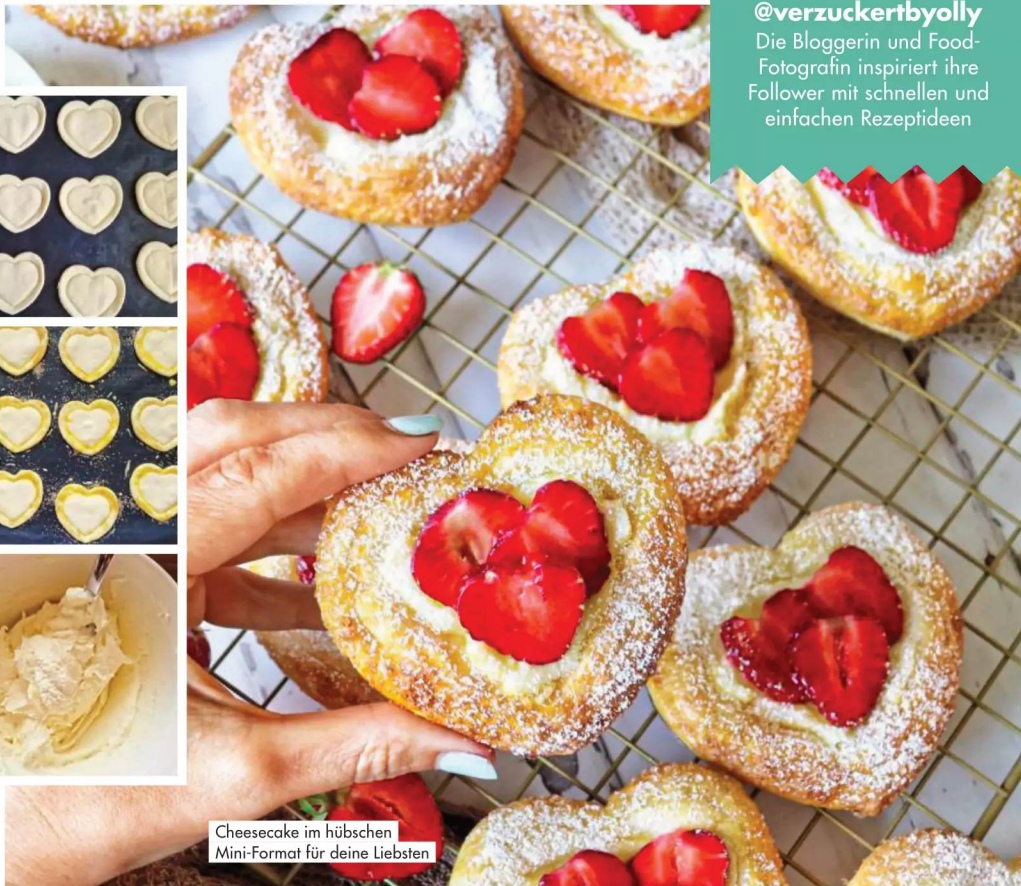 @verzuckertbyolly
Die Bloggerin und Food-
Fotografin inspiriert ihre
Follower mit schnellen und
einfachen Rezeptideen
Cheesecake im hübschen
Mini-Format für deine Liebsten